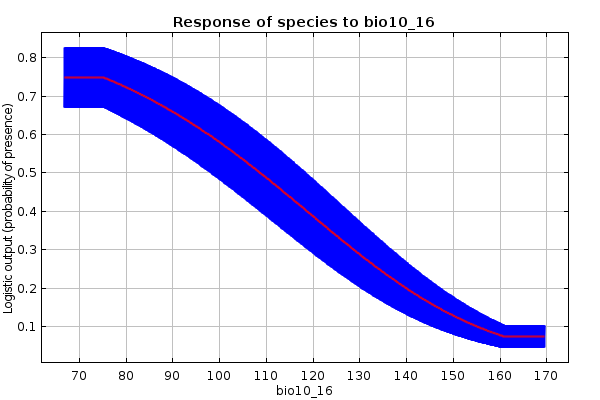 Response of species to bio10_16
Logistic output (probability of presence)
0.8
0.7
0.6
0.5
0.4
0.3
0.2
0.1
70 80 90 100 110 120 130 140 150 160 170
bio10_16